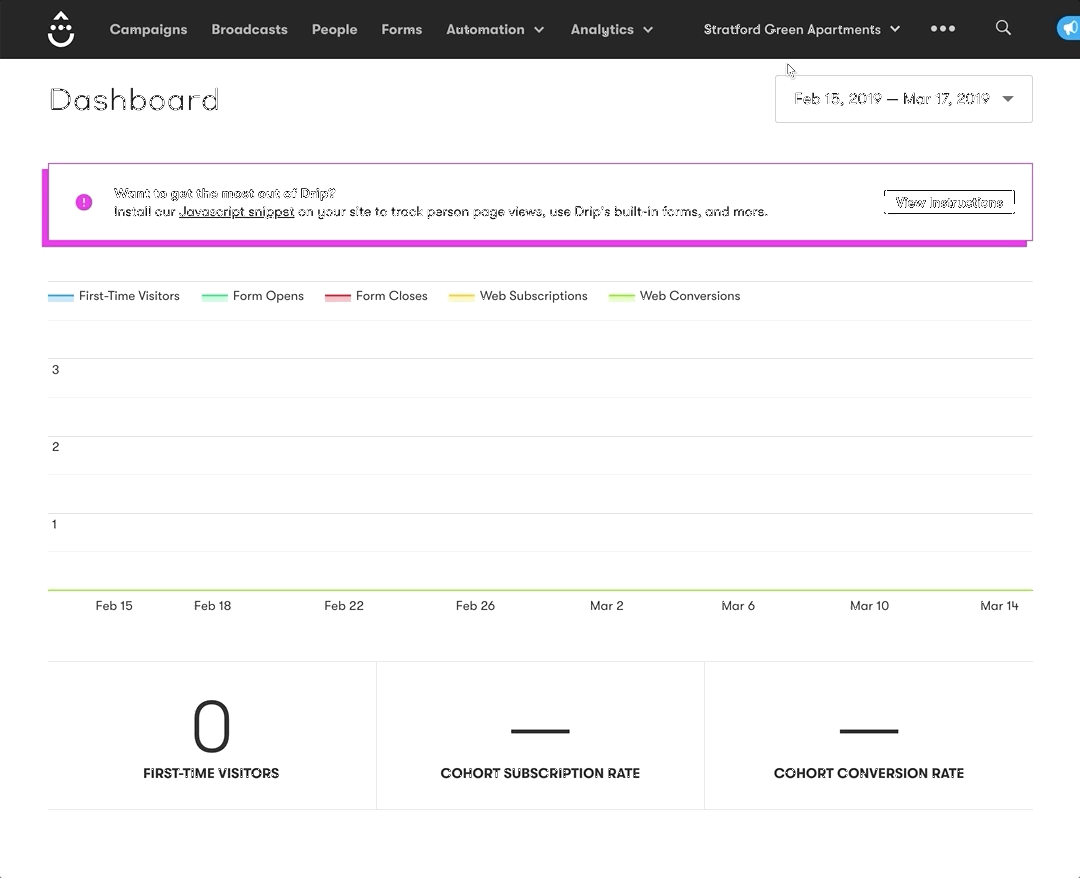 Campaigns Broadcasts People Forms Automation Analytics Stratford Green Apartments
Dashboard
Feb 15, 2019 — Mar 17, 2019
Want to get the most out of Drip?
Install our Javascript snippet on your site to track person page views, use Drip's built-in forms, and more.
View Instructions
First-Time Visitors Form Opens Form Closes Web Subscriptions Web Conversions
3
2
1
Feb 15 Feb 18 Feb 22 Feb 26 Mar 2 Mar 6 Mar 10 Mar 14
0 — —
FIRST-TIME VISITORS COHORT SUBSCRIPTION RATE COHORT CONVERSION RATE